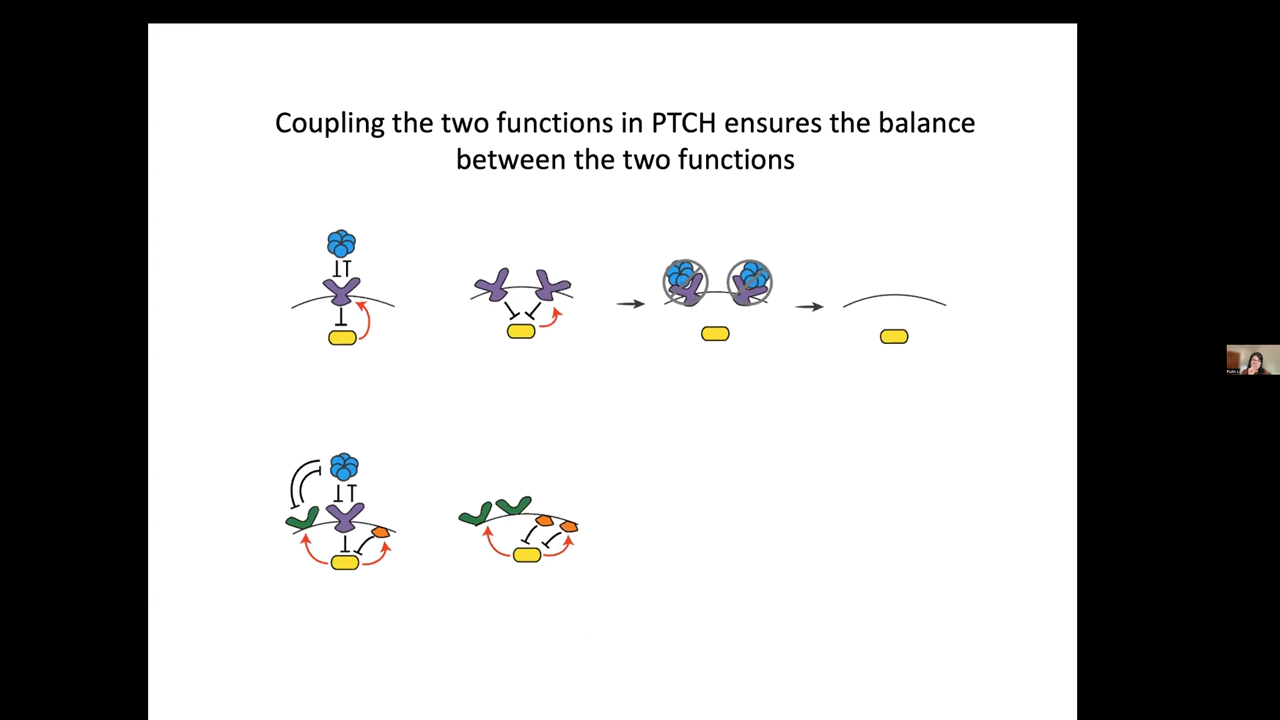 Coupling the two functions in PTCH ensures the balance
between the two functions